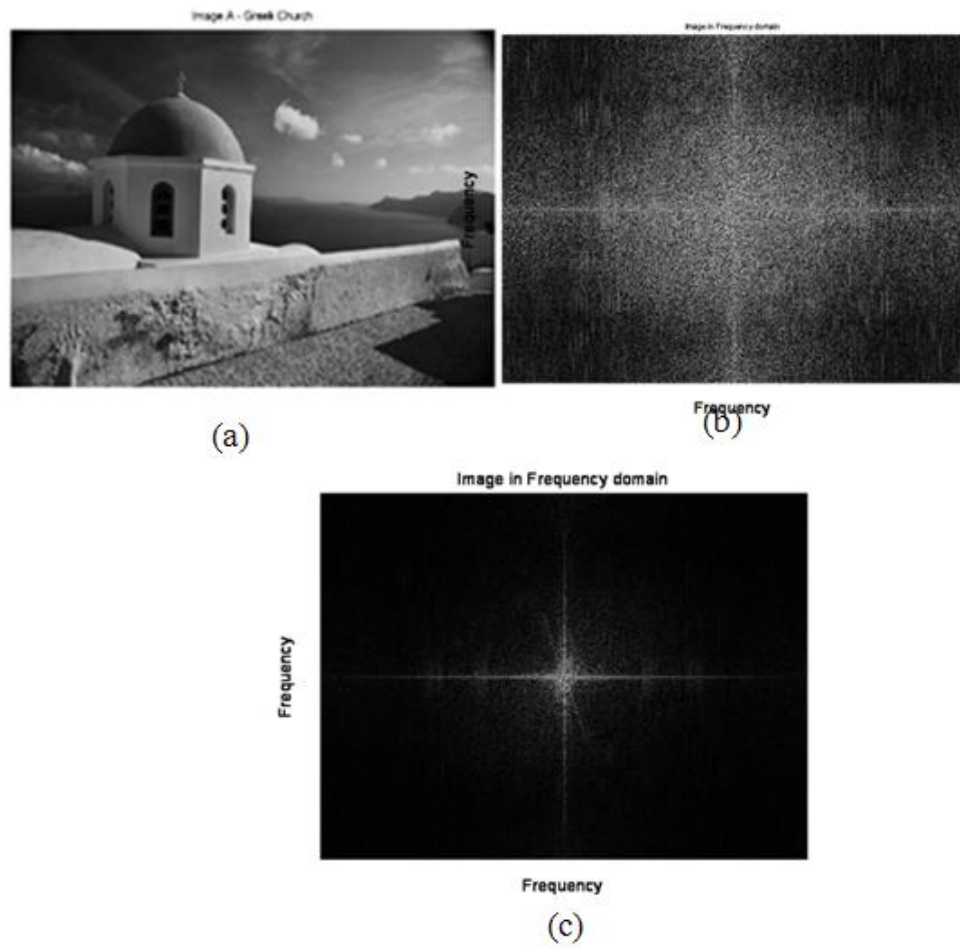 Image A - Greek Church
Image in Frequency domain
Frequency
Frequency
(a)
(b)
Image in Frequency domain
Frequency
Frequency
(c)